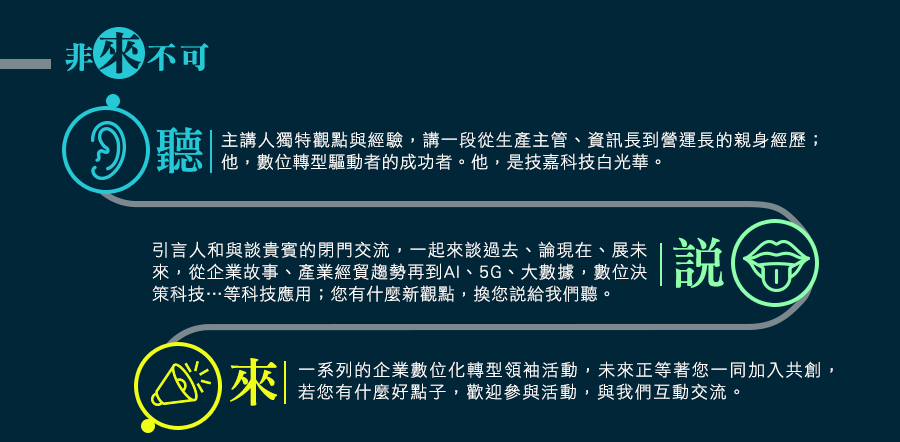 非來不可
聽
主講人獨特觀點與經驗，講一段從生產主管、資訊長到營運長的親身經歷；
他，數位轉型驅動者的成功者。他，是技嘉科技白光華。
引言人和與談貴賓的閉門交流，一起來談過去、論現在、展未
來，從企業故事、產業經貿趨勢再到AI、5G、大數據，數位決
策科技…等科技應用；您有什麼新觀點，換您說給我們聽。
說
來
一系列的企業數位化轉型領袖活動，未來正等著您一同加入共創，
若您有什麼好點子，歡迎參與活動，與我們互動交流。